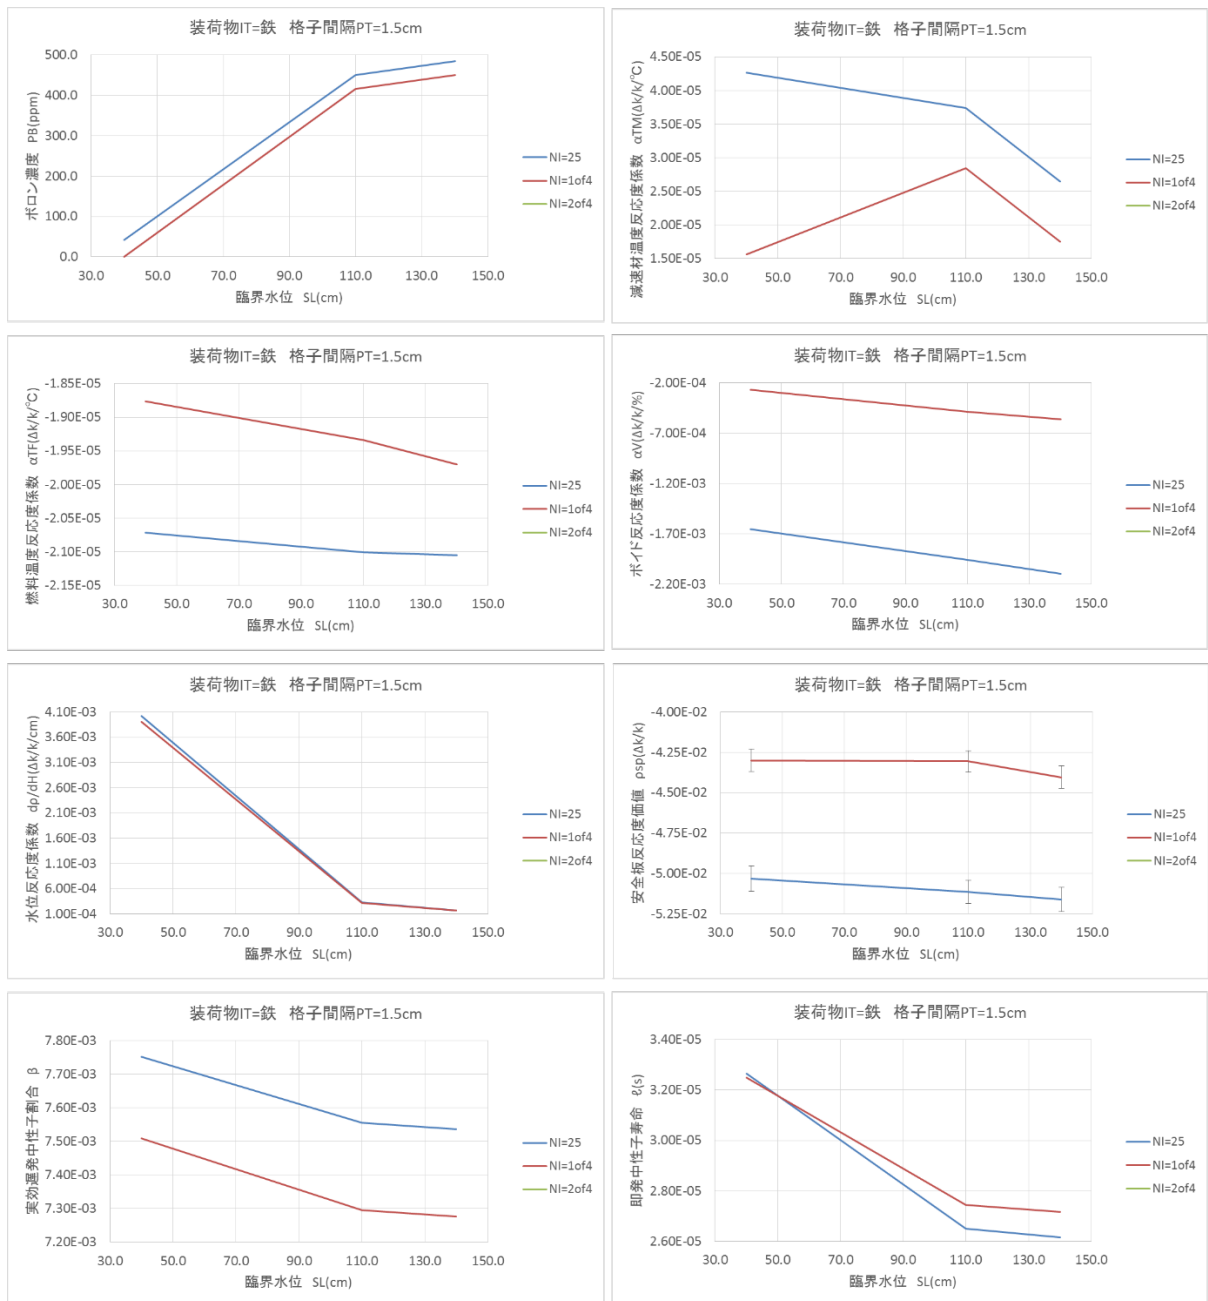 装荷物IT=鉄 格子間隔PT=1.5cm
ボロン濃度 PB(ppm)
500.0
400.0
300.0
200.0
100.0
0.0
30.0 50.0 70.0 90.0 110.0 130.0 150.0
臨界水位 SL(cm)
NI=25
NI=1of4
NI=2of4
装荷物IT=鉄 格子間隔PT=1.5cm
減速材温度反応度係数 αTM(Δk/k/℃)
4.50E-05
4.00E-05
3.50E-05
3.00E-05
2.50E-05
2.00E-05
1.50E-05
30.0 50.0 70.0 90.0 110.0 130.0 150.0
臨界水位 SL(cm)
NI=25
NI=1of4
NI=2of4
装荷物IT=鉄 格子間隔PT=1.5cm
燃料温度反応度係数 αTF(Δk/k/℃)
-1.85E-05
-1.90E-05
-1.95E-05
-2.00E-05
-2.05E-05
-2.10E-05
-2.15E-05
30.0 50.0 70.0 90.0 110.0 130.0 150.0
臨界水位 SL(cm)
NI=25
NI=1of4
NI=2of4
装荷物IT=鉄 格子間隔PT=1.5cm
ボイド反応度係数 αV(Δk/k/%)
-2.00E-04
-7.00E-04
-1.20E-03
-1.70E-03
-2.20E-03
30.0 50.0 70.0 90.0 110.0 130.0 150.0
臨界水位 SL(cm)
NI=25
NI=1of4
NI=2of4
装荷物IT=鉄 格子間隔PT=1.5cm
水位反応度係数 dρ/dH(Δk/k/cm)
4.10E-03
3.60E-03
3.10E-03
2.60E-03
2.10E-03
1.60E-03
1.10E-03
6.00E-04
1.00E-04
30.0 50.0 70.0 90.0 110.0 130.0 150.0
臨界水位 SL(cm)
NI=25
NI=1of4
NI=2of4
装荷物IT=鉄 格子間隔PT=1.5cm
安全板反応度価値 ρsp(Δk/k)
-4.00E-02
-4.25E-02
-4.50E-02
-4.75E-02
-5.00E-02
-5.25E-02
30.0 50.0 70.0 90.0 110.0 130.0 150.0
臨界水位 SL(cm)
NI=25
NI=1of4
NI=2of4
装荷物IT=鉄 格子間隔PT=1.5cm
実効遅発中性子割合 β
7.80E-03
7.70E-03
7.60E-03
7.50E-03
7.40E-03
7.30E-03
7.20E-03
30.0 50.0 70.0 90.0 110.0 130.0 150.0
臨界水位 SL(cm)
NI=25
NI=1of4
NI=2of4
装荷物IT=鉄 格子間隔PT=1.5cm
即発中性子寿命 ℓ(s)
3.40E-05
3.20E-05
3.00E-05
2.80E-05
2.60E-05
30.0 50.0 70.0 90.0 110.0 130.0 150.0
臨界水位 SL(cm)
NI=25
NI=1of4
NI=2of4